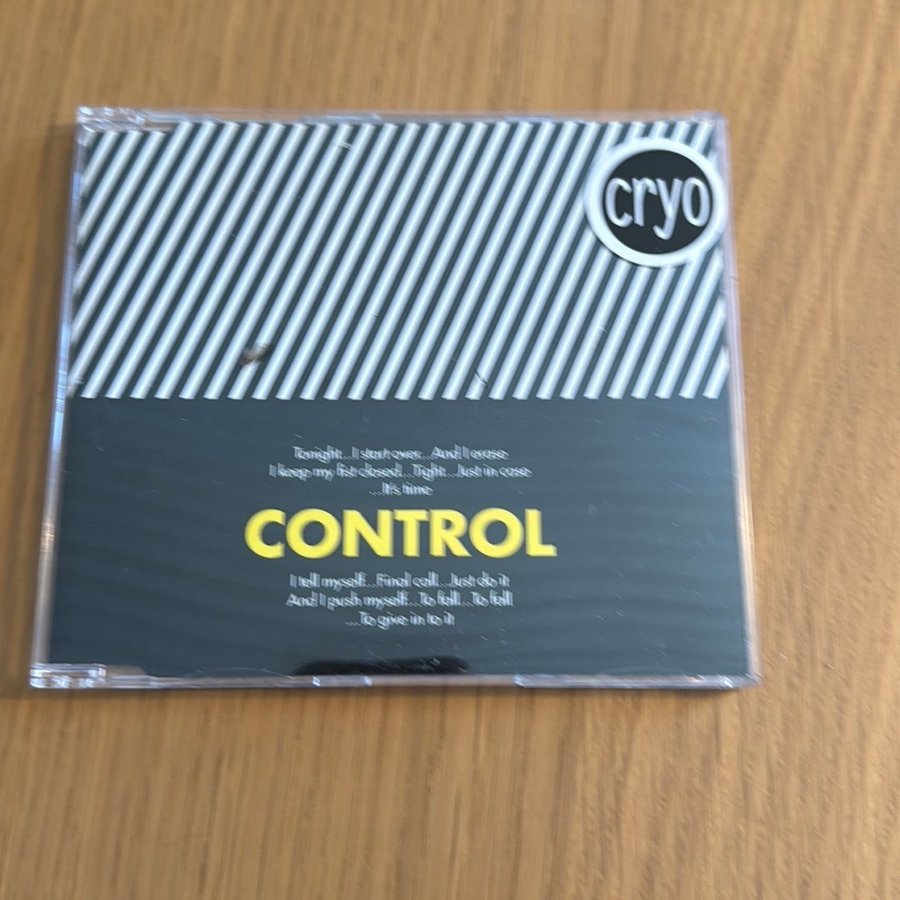 cryo
Tonight...I start over...And I erase
I keep my fist closed...Tight...Just in case
...It's time
CONTROL
I tell myself...Final call...Just do it
And I push myself...To fall...To fall
...To give in to it